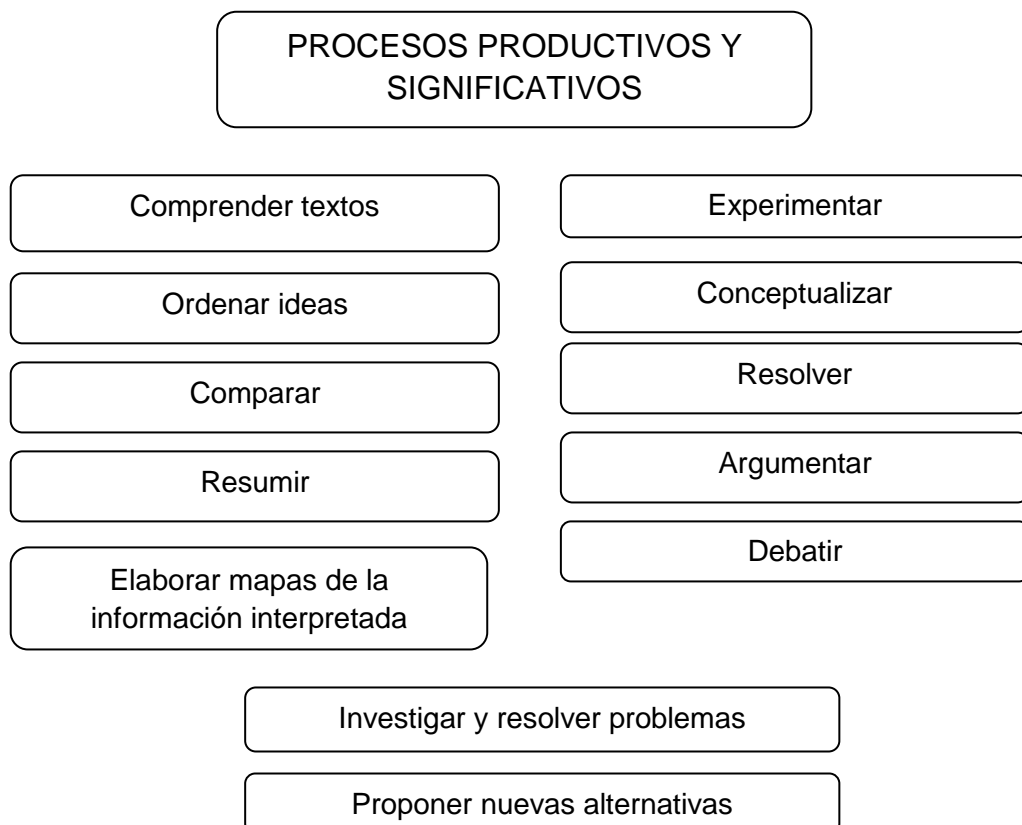 PROCESOS PRODUCTIVOS Y
SIGNIFICATIVOS
Comprender textos
Ordenar ideas
Comparar
Resumir
Elaborar mapas de la
información interpretada
Experimentar
Conceptualizar
Resolver
Argumentar
Debatir
Investigar y resolver problemas
Proponer nuevas alternativas